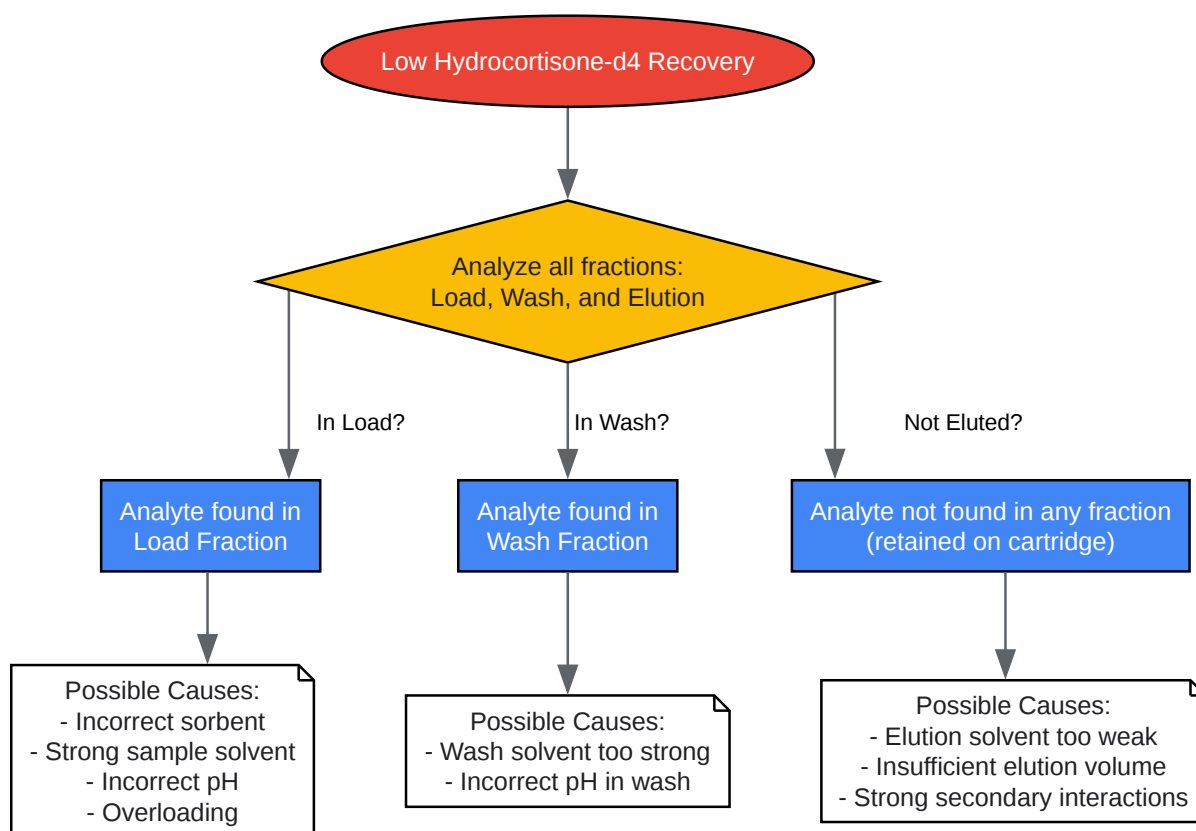 Low Hydrocortisone-d4 Recovery
Analyze all fractions:
Load, Wash, and Elution
In Load?
In Wash?
Not Eluted?
Analyte found in
Load Fraction
Analyte found in
Wash Fraction
Analyte not found in any fraction
(retained on cartridge)
Possible Causes:
- Incorrect sorbent
- Strong sample solvent
- Incorrect pH
- Overloading
Possible Causes:
- Wash solvent too strong
- Incorrect pH in wash
Possible Causes:
- Elution solvent too weak
- Insufficient elution volume
- Strong secondary interactions